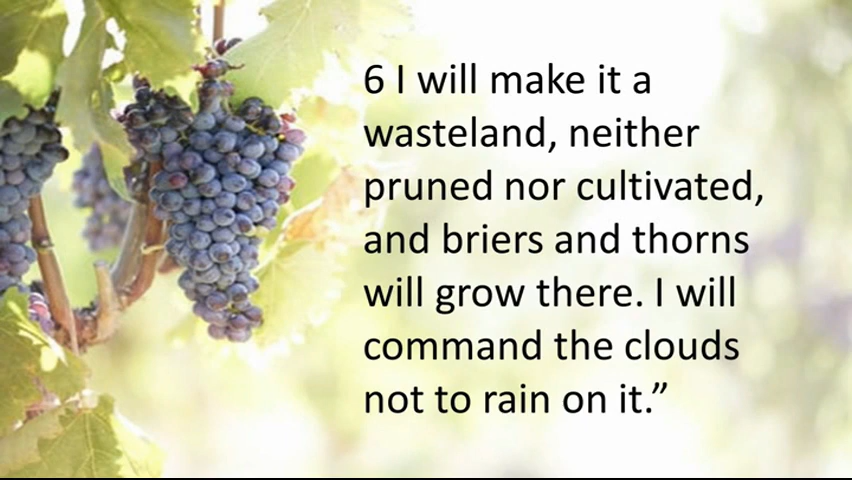 6 I will make it a
wasteland, neither
pruned nor cultivated,
and briers and thorns
will grow there. I will
command the clouds
not to rain on it.”